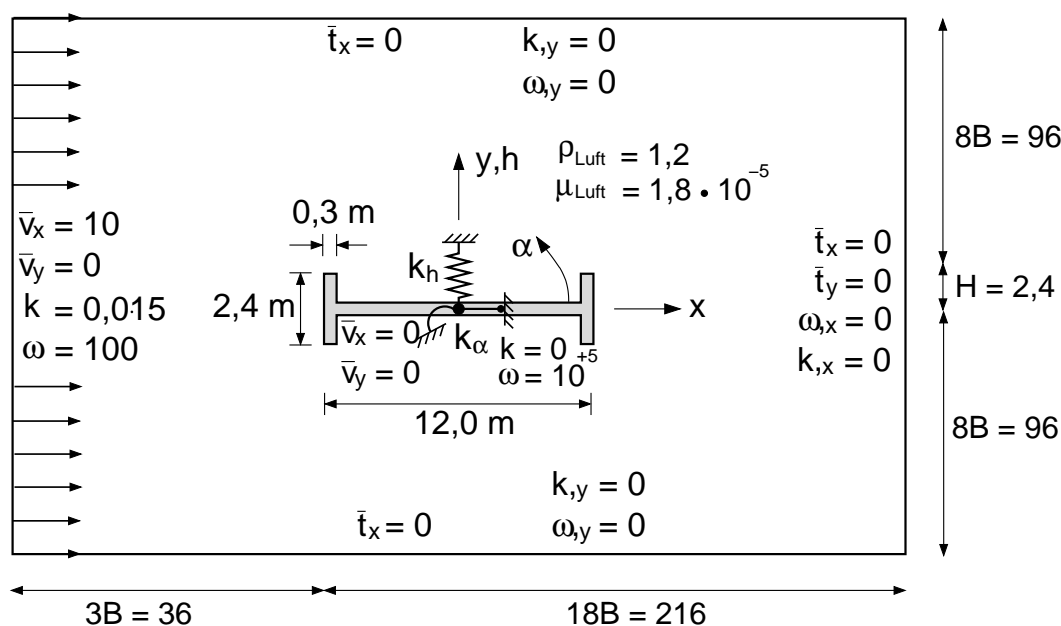 t̄x = 0
k,y = 0
ω,y = 0
8B = 96
y,h
ρLuft = 1,2
μLuft = 1,8 • 10⁻⁵
0,3 m
α
v̄x = 10
v̄y = 0
k = 0,015
ω = 100
kh
2,4 m
x
t̄x = 0
t̄y = 0
ω,x = 0
k,x = 0
H = 2,4
v̄x = 0
v̄y = 0
kα
k = 0
ω = 10⁺⁵
12,0 m
8B = 96
k,y = 0
t̄x = 0
ω,y = 0
3B = 36
18B = 216